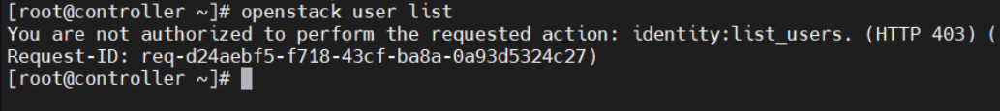 [root@controller ~]# openstack user list
You are not authorized to perform the requested action: identity:list_users. (HTTP 403) (
Request-ID: req-d24aebf5-f718-43cf-ba8a-0a93d5324c27)
[root@controller ~]#